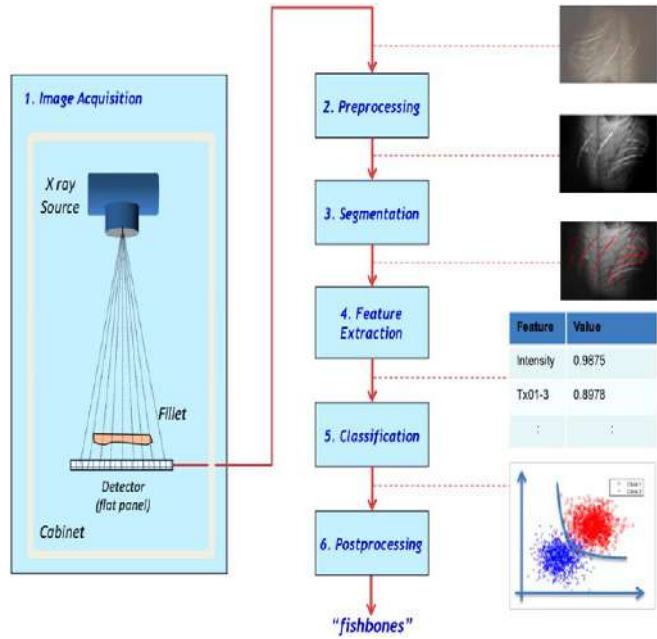 1. Image Acquisition
X ray
Source
Fillet
Detector
(flat panel)
Cabinet
2. Preprocessing
3. Segmentation
4. Feature
Extraction
5. Classification
6. Postprocessing
"fishbones"
Feature Value
Intensity 0.9875
Tx01-3 0.8978
: :